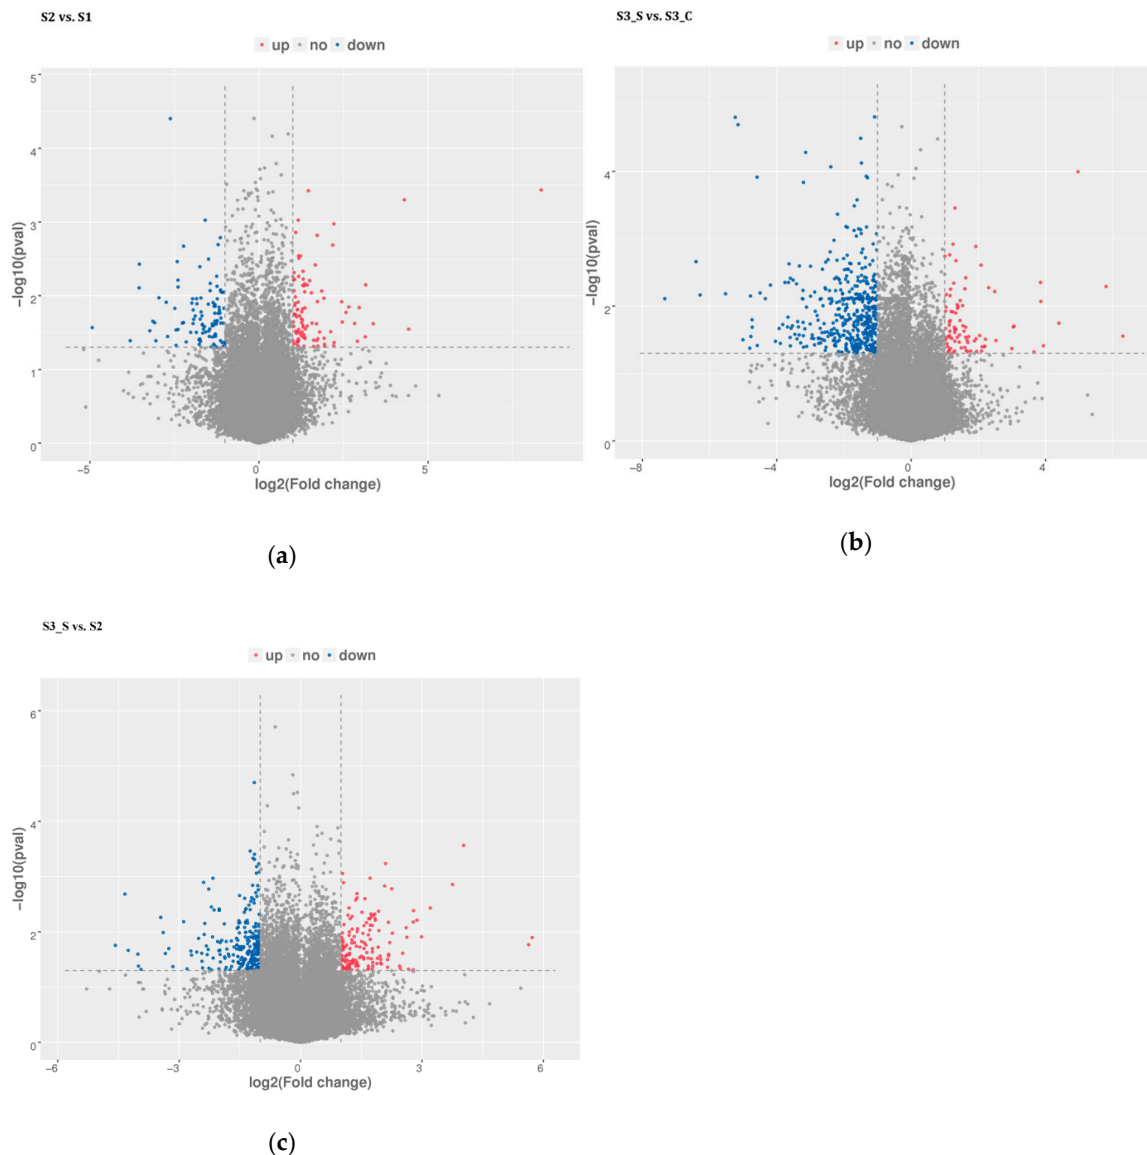 S2 vs. S1
up no down
5
4
3
2
1
0
−log10(pval)
−5 0 5
log2(Fold change)
(a)
S3_S vs. S3_C
up no down
4
2
0
−log10(pval)
−8 −4 0 4
log2(Fold change)
(b)
S3_S vs. S2
up no down
6
4
2
0
−log10(pval)
−6 −3 0 3 6
log2(Fold change)
(c)